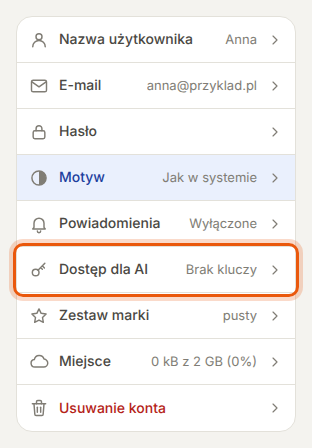 Nazwa użytkownika Anna
E-mail anna@przyklad.pl
Hasło
Motyw Jak w systemie
Powiadomienia Wyłączone
Dostęp dla AI Brak kluczy
Zestaw marki pusty
Miejsce 0 kB z 2 GB (0%)
Usuwanie konta